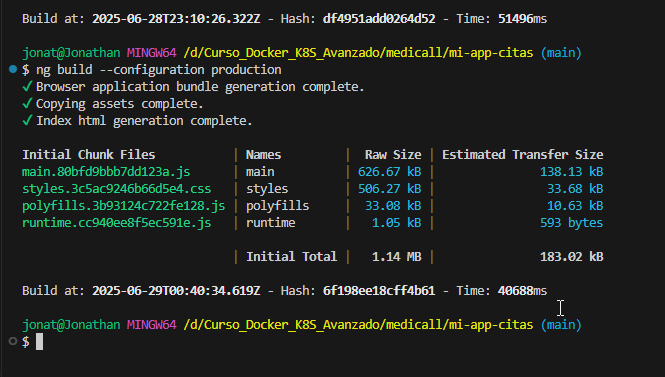 Build at: 2025-06-28T23:10:26.322Z - Hash: df4951add0264d52 - Time: 51496ms
jonat@Jonathan MINGW64 /d/Curso_Docker_K8S_Avanzado/medicall/mi-app-citas (main)
$ ng build --configuration production
✓ Browser application bundle generation complete.
✓ Copying assets complete.
✓ Index html generation complete.
Initial Chunk Files | Names | Raw Size | Estimated Transfer Size
main.80bfd9bbb7dd123a.js | main | 626.67 kB | 138.13 kB
styles.3c5ac9246b66d5e4.css | styles | 506.27 kB | 33.68 kB
polyfills.3b93124c722fe128.js | polyfills | 33.08 kB | 10.63 kB
runtime.cc940ee8f5ec591e.js | runtime | 1.05 kB | 593 bytes
| Initial Total | 1.14 MB | 183.02 kB
Build at: 2025-06-29T00:40:34.619Z - Hash: 6f198ee18cff4b61 - Time: 40688ms
jonat@Jonathan MINGW64 /d/Curso_Docker_K8S_Avanzado/medicall/mi-app-citas (main)
$